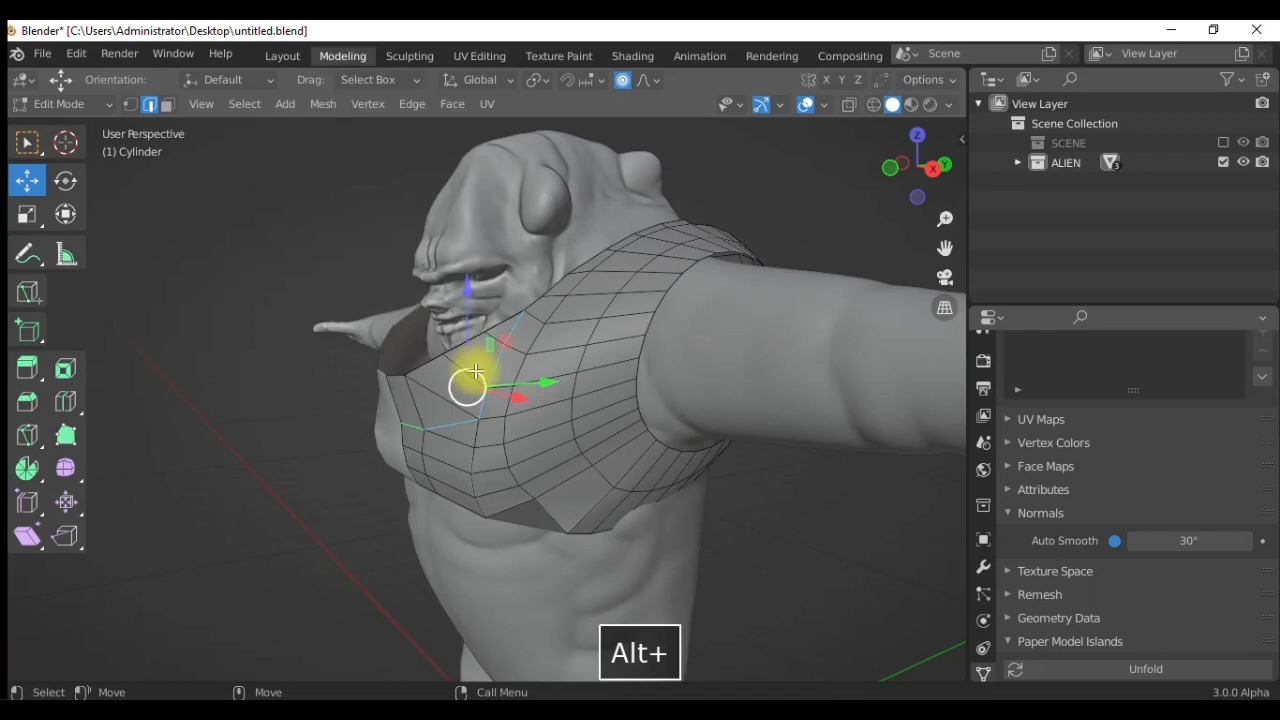 Blender* [C:\Users\Administrator\Desktop\untitled.blend]
File Edit Render Window Help Layout Modeling Sculpting UV Editing Texture Paint Shading Animation Rendering Compositing Scene View Layer
Orientation: Default Drag: Select Box Global X Y Z Options
Edit Mode View Select Add Mesh Vertex Edge Face UV
View Layer
Scene Collection
SCENE
ALIEN 3
User Perspective
(1) Cylinder
Z
Y
X
UV Maps
Vertex Colors
Face Maps
Attributes
Normals
Auto Smooth 30°
Texture Space
Remesh
Geometry Data
Paper Model Islands
Unfold
Alt+
Select Move Move Call Menu 3.0.0 Alpha